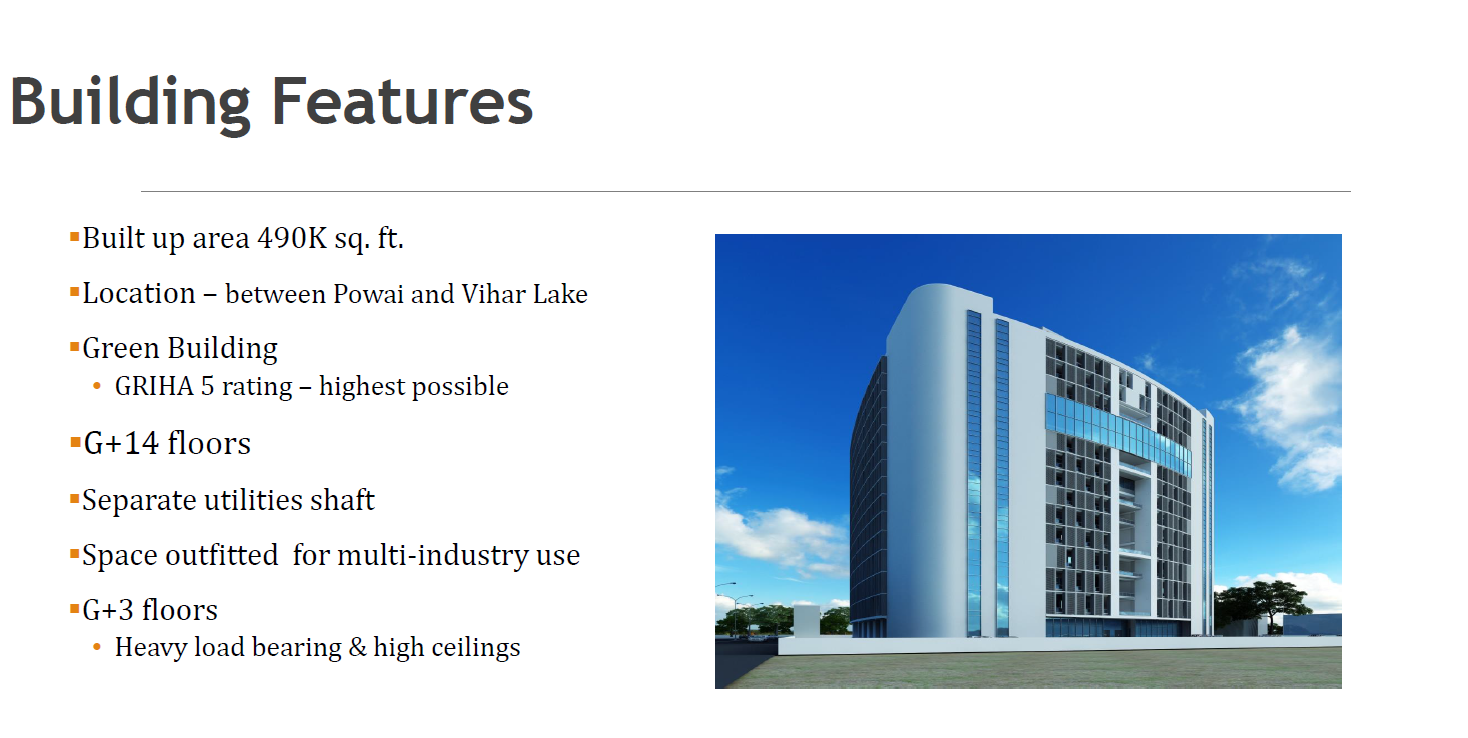 Building Features
▪Built up area 490K sq. ft.
▪Location – between Powai and Vihar Lake
▪Green Building
• GRIHA 5 rating – highest possible
▪G+14 floors
▪Separate utilities shaft
▪Space outfitted  for multi-industry use
▪G+3 floors
• Heavy load bearing & high ceilings